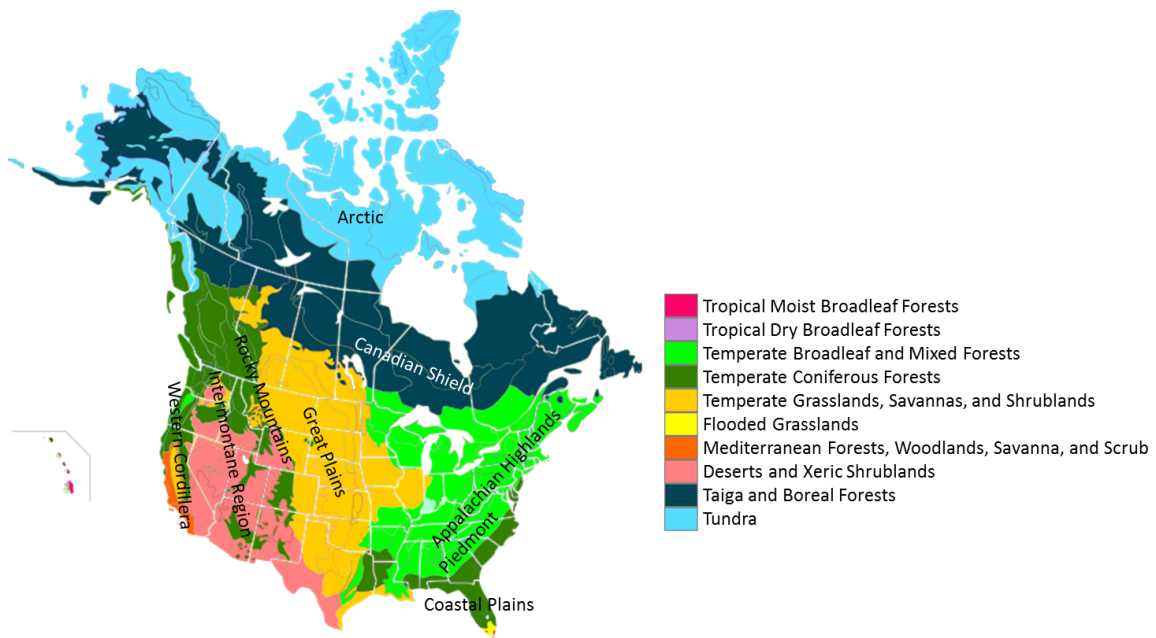 Arctic
Canadian Shield
Rocky Mountains
Intermontane Region
Western Cordillera
Great Plains
Appalachian Highlands
Piedmont
Coastal Plains
Tropical Moist Broadleaf Forests
Tropical Dry Broadleaf Forests
Temperate Broadleaf and Mixed Forests
Temperate Coniferous Forests
Temperate Grasslands, Savannas, and Shrublands
Flooded Grasslands
Mediterranean Forests, Woodlands, Savanna, and Scrub
Deserts and Xeric Shrublands
Taiga and Boreal Forests
Tundra